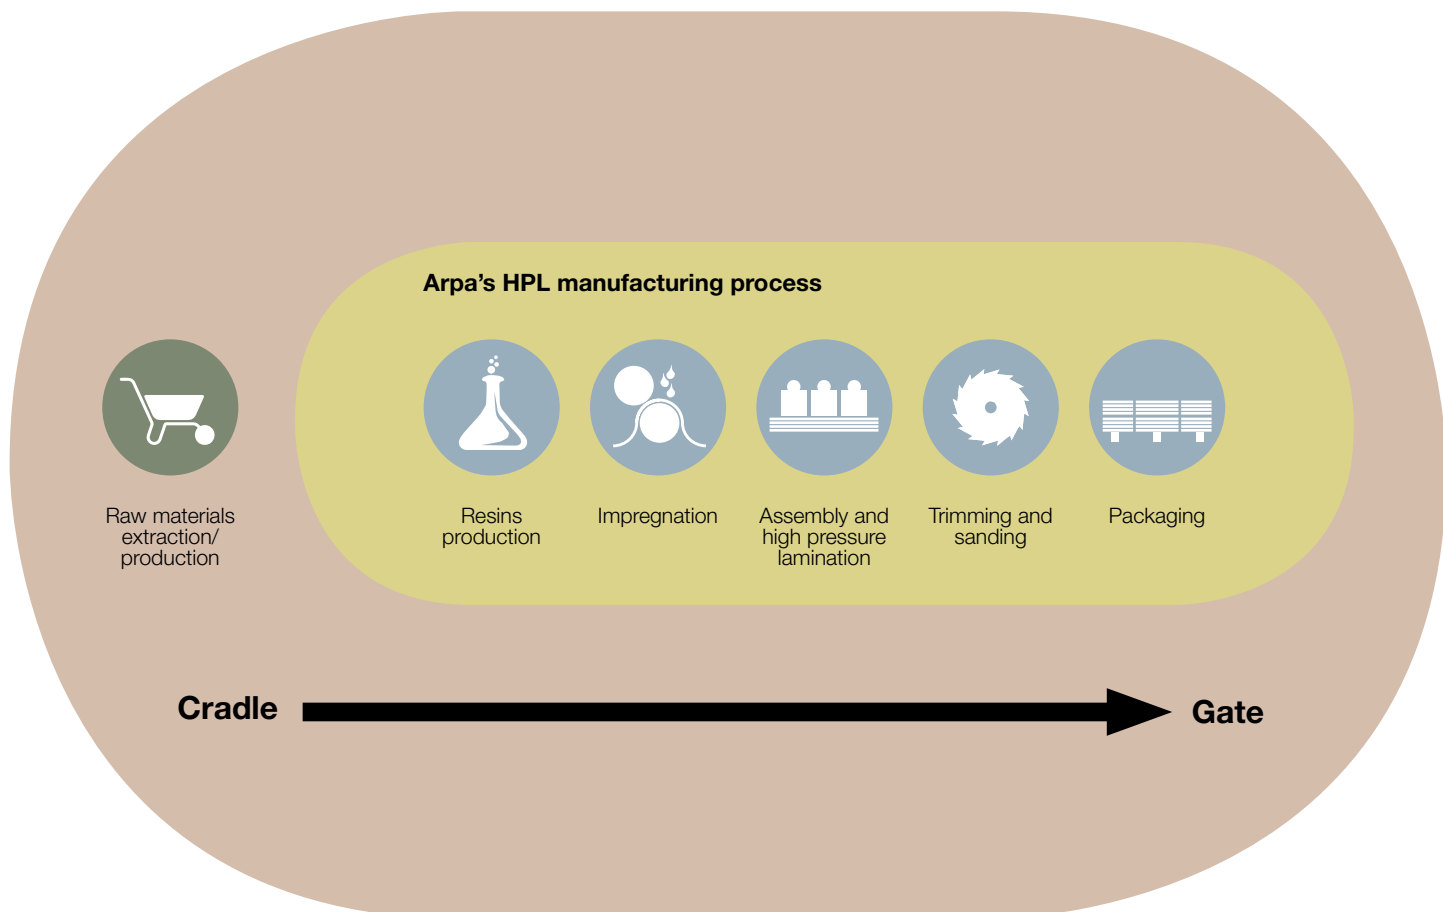 Arpa’s HPL manufacturing process
Raw materials
extraction/
production
Resins
production
Impregnation
Assembly and
high pressure
lamination
Trimming and
sanding
Packaging
Cradle
Gate